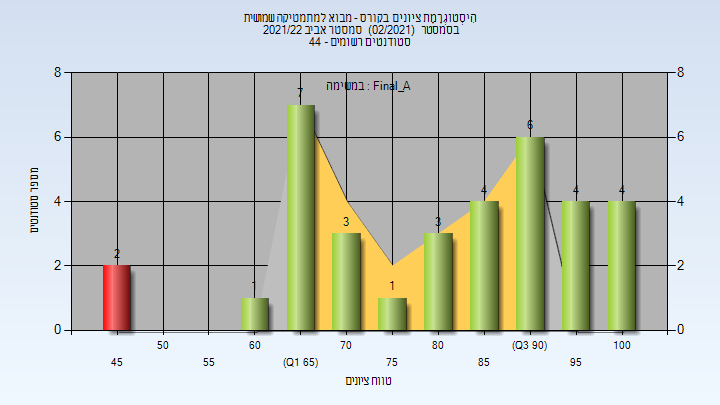 היסטוגרמת ציונים בקורס - מבוא למתמטיקה שמושית
בסמסטר (02/2021) סמסטר אביב 2021/22
סטודנטים רשומים - 44
במשימה : Final_A
8 8
7
6 6
6
4 4
4 4 4
3 3
2 2
2
1 1
0 0
מספר סטודנטים
50 60 70 80 (Q3 90) 100
45 55 (Q1 65) 75 85 95
טווח ציונים